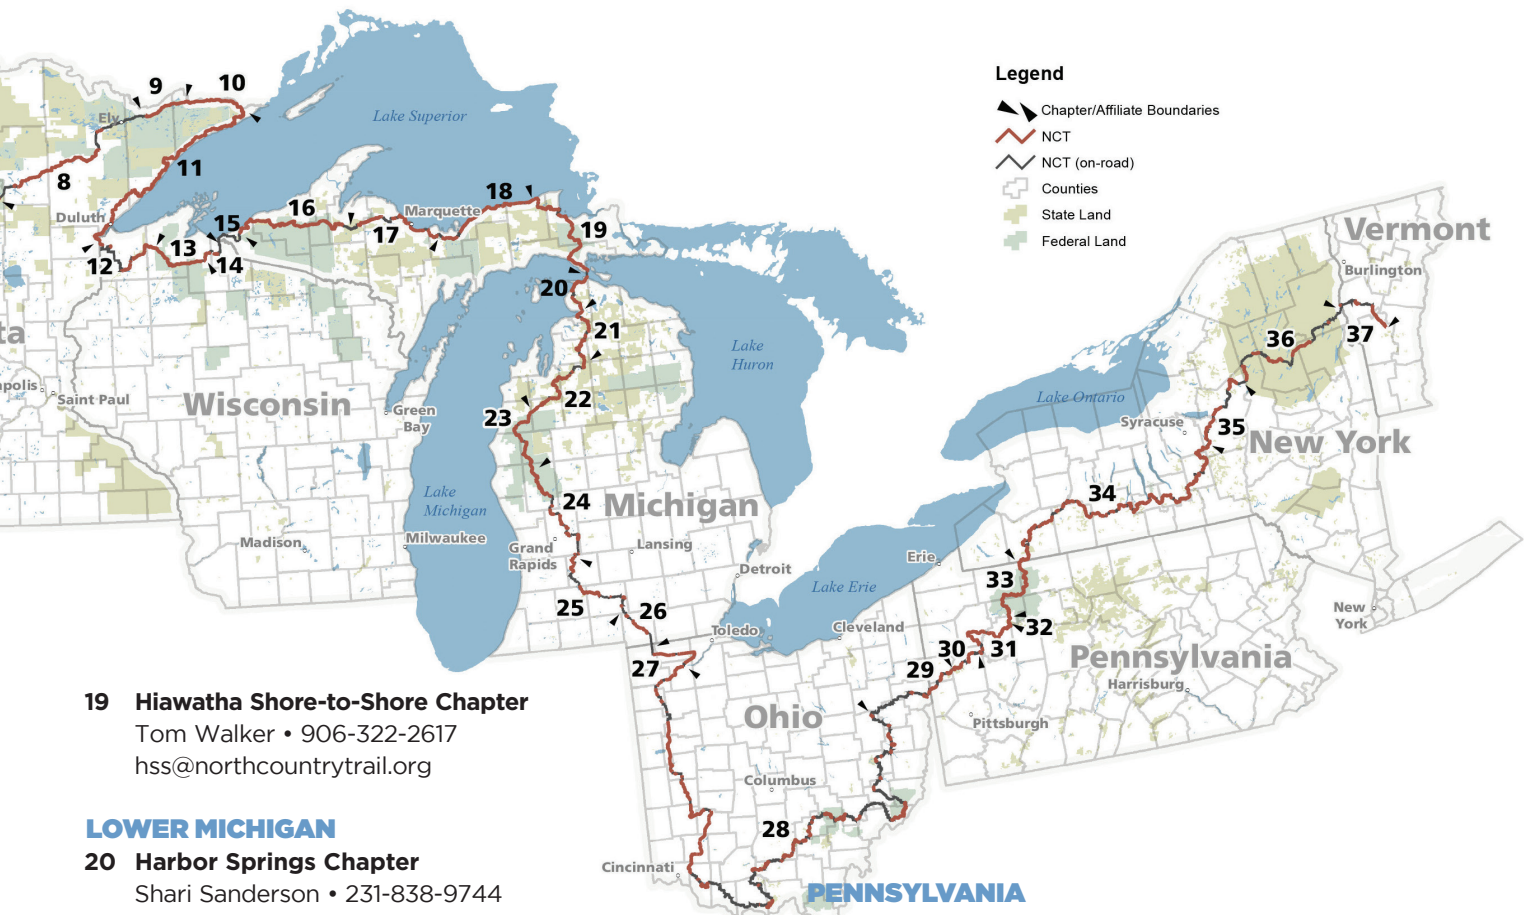 9
10
Ely
Lake Superior
11
8
Duluth
12
13
14
15
16
17
Marquette
18
19
20
21
22
23
24
25
26
27
ta
apolis
Saint Paul
Wisconsin
Green
Bay
Madison
Milwaukee
Lake
Michigan
Lake
Huron
Michigan
Grand
Rapids
Lansing
Detroit
Toledo
Lake Erie
Cleveland
Erie
Ohio
Columbus
Cincinnati
28
29
30
31
32
33
34
35
36
37
Pittsburgh
Harrisburg
Pennsylvania
Lake Ontario
Syracuse
New York
Vermont
Burlington
New
York
Legend
Chapter/Affiliate Boundaries
NCT
NCT (on-road)
Counties
State Land
Federal Land
19 Hiawatha Shore-to-Shore Chapter
Tom Walker • 906-322-2617
hss@northcountrytrail.org
LOWER MICHIGAN
20 Harbor Springs Chapter
Shari Sanderson • 231-838-9744
PENNSYLVANIA